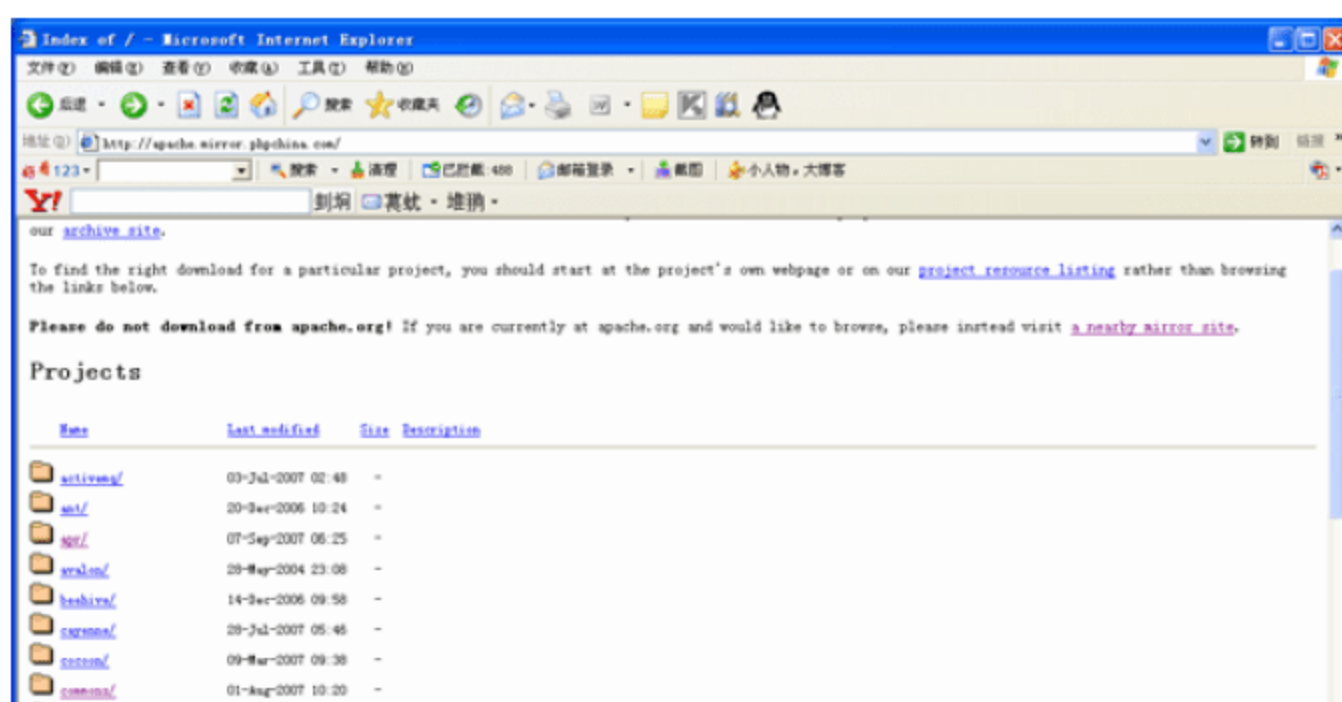 Index of / - Microsoft Internet Explorer
文件(F) 编辑(E) 查看(V) 收藏(A) 工具(T) 帮助(H)
后退 搜索 收藏夹
地址(D) http://apache.mirror.phpchina.com/ 转到 链接 »
123 搜索 清理 已拦截:488 邮箱登录 截图 小人物,大博客
Y!
our archive site.
To find the right download for a particular project, you should start at the project's own webpage or on our project resource listing rather than browsing
the links below.
Please do not download from apache.org! If you are currently at apache.org and would like to browse, please instead visit a nearby mirror site.
Projects
Name Last modified Size Description
activemq/ 03-Jul-2007 02:48 -
ant/ 20-Dec-2006 10:24 -
apr/ 07-Sep-2007 06:25 -
avalon/ 28-May-2004 23:08 -
beehive/ 14-Dec-2006 09:58 -
cayenne/ 28-Jul-2007 05:46 -
cocoon/ 09-Mar-2007 09:38 -
commons/ 01-Aug-2007 10:20 -